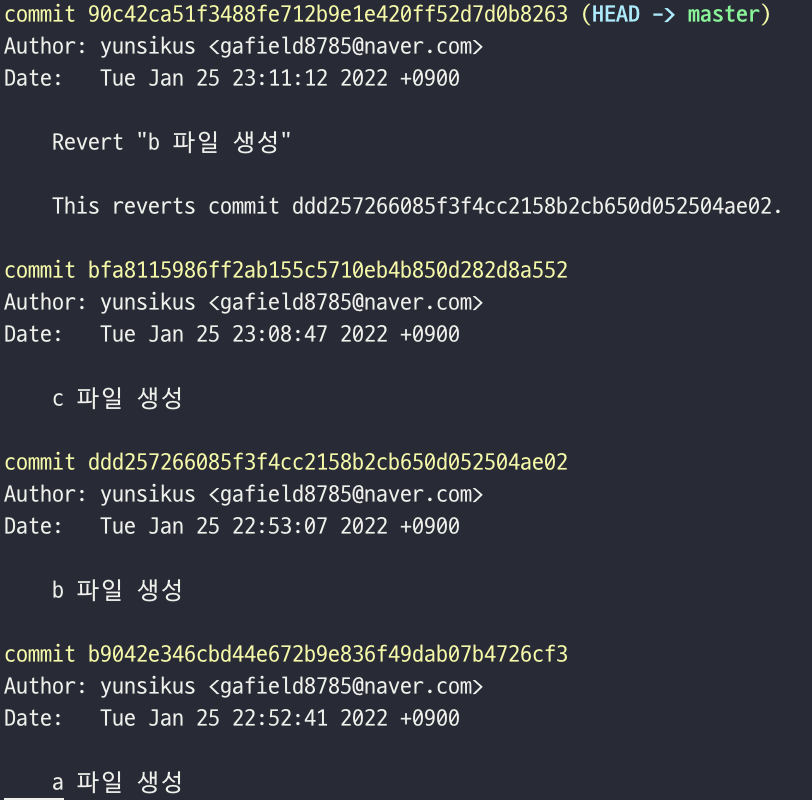 commit 90c42ca51f3488fe712b9e1e420ff52d7d0b8263 (HEAD -> master)
Author: yunsikus <gafield8785@naver.com>
Date:   Tue Jan 25 23:11:12 2022 +0900
Revert "b 파일 생성"
This reverts commit ddd257266085f3f4cc2158b2cb650d052504ae02.
commit bfa8115986ff2ab155c5710eb4b850d282d8a552
Author: yunsikus <gafield8785@naver.com>
Date:   Tue Jan 25 23:08:47 2022 +0900
c 파일 생성
commit ddd257266085f3f4cc2158b2cb650d052504ae02
Author: yunsikus <gafield8785@naver.com>
Date:   Tue Jan 25 22:53:07 2022 +0900
b 파일 생성
commit b9042e346cbd44e672b9e836f49dab07b4726cf3
Author: yunsikus <gafield8785@naver.com>
Date:   Tue Jan 25 22:52:41 2022 +0900
a 파일 생성